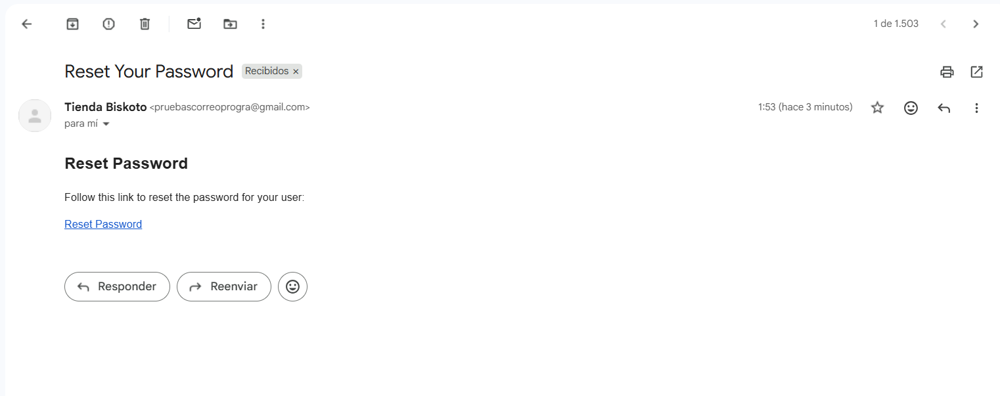 1 de 1.503
Reset Your Password Recibidos ×
Tienda Biskoto <pruebascorreoprogra@gmail.com> 1:53 (hace 3 minutos)
para mí
Reset Password
Follow this link to reset the password for your user:
Reset Password
Responder Reenviar